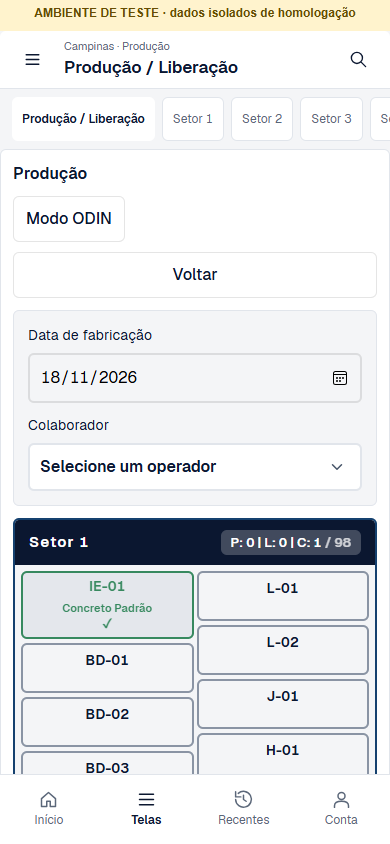 AMBIENTE DE TESTE · dados isolados de homologação
Campinas · Produção
Produção / Liberação
Produção / Liberação
Setor 1
Setor 2
Setor 3
Produção
Modo ODIN
Voltar
Data de fabricação
18/11/2026
Colaborador
Selecione um operador
Setor 1
P: 0 | L: 0 | C: 1 / 98
IE-01
Concreto Padrão
✓
BD-01
BD-02
BD-03
L-01
L-02
J-01
H-01
Início
Telas
Recentes
Conta